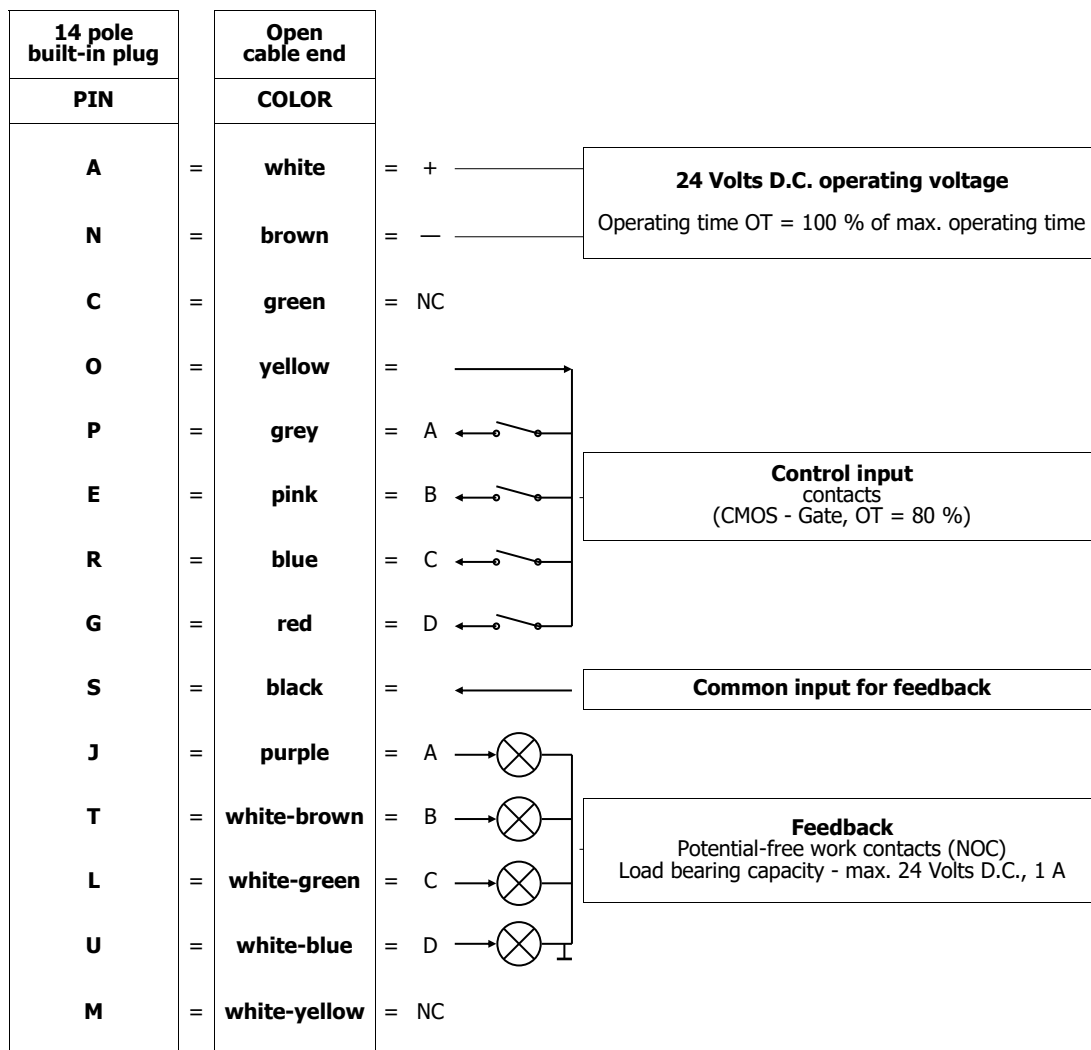 14 pole
built-in plug
Open
cable end
PIN
COLOR
A = white = +
24 Volts D.C. operating voltage
Operating time OT = 100 % of max. operating time
N = brown = —
C = green = NC
O = yellow =
P = grey = A
E = pink = B
Control input
contacts
(CMOS - Gate, OT = 80 %)
R = blue = C
G = red = D
S = black =
Common input for feedback
J = purple = A
T = white-brown = B
Feedback
Potential-free work contacts (NOC)
Load bearing capacity - max. 24 Volts D.C., 1 A
L = white-green = C
U = white-blue = D
M = white-yellow = NC